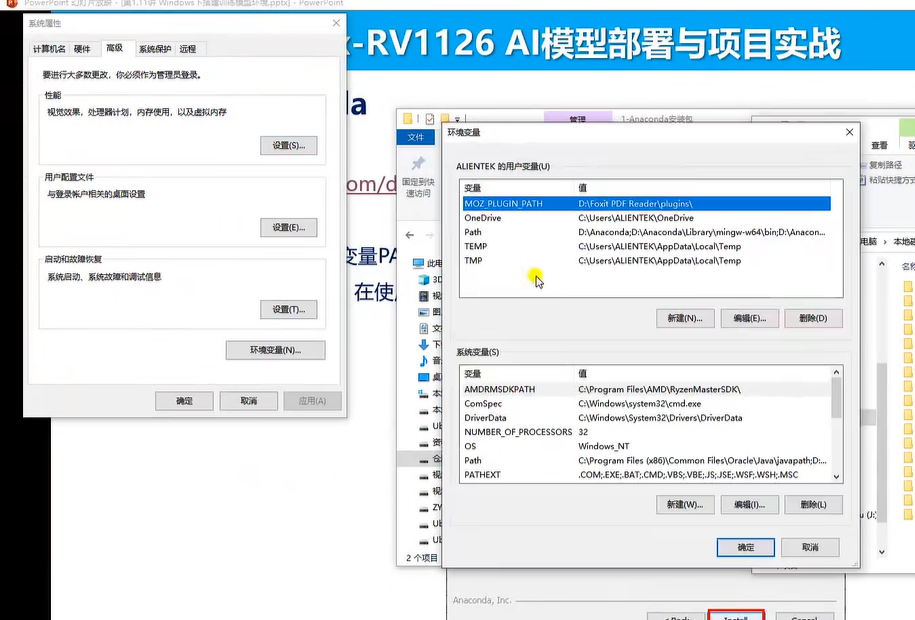 PowerPoint 幻灯片放映 - [第1.11讲 Windows下搭建训练模型环境.pptx] - PowerPoint
系统属性
计算机名 硬件 高级 系统保护 远程
要进行大多数更改，你必须作为管理员登录。
性能
视觉效果，处理器计划，内存使用，以及虚拟内存
设置(S)...
用户配置文件
与登录帐户相关的桌面设置
设置(E)...
启动和故障恢复
系统启动、系统故障和调试信息
设置(T)...
环境变量(N)...
确定 取消 应用(A)
-RV1126 AI模型部署与项目实战
da
om/d
变量PA
在使
管理 1-Anaconda安装包
文件
查看
固定到快
速访问
复制路径
粘贴快捷方式
环境变量
ALIENTEK 的用户变量(U)
变量 值
MOZ_PLUGIN_PATH D:\Foxit PDF Reader\plugins\
OneDrive C:\Users\ALIENTEK\OneDrive
Path D:\Anaconda;D:\Anaconda\Library\mingw-w64\bin;D:\Anacon...
TEMP C:\Users\ALIENTEK\AppData\Local\Temp
TMP C:\Users\ALIENTEK\AppData\Local\Temp
新建(N)... 编辑(E)... 删除(D)
系统变量(S)
变量 值
AMDRMSDKPATH C:\Program Files\AMD\RyzenMasterSDK\
ComSpec C:\Windows\system32\cmd.exe
DriverData C:\Windows\System32\Drivers\DriverData
NUMBER_OF_PROCESSORS 32
OS Windows_NT
Path C:\Program Files (x86)\Common Files\Oracle\Java\javapath;D:...
PATHEXT .COM;.EXE;.BAT;.CMD;.VBS;.VBE;.JS;.JSE;.WSF;.WSH;.MSC
新建(W)... 编辑(I)... 删除(L)
确定 取消
此电
3D
视
图
文
下
音
桌
本
本
Ub
资
仓
视
视
ZY
Ub
Ub
2 个项目
电脑 › 本地磁
名称
u (J:)
Anaconda, Inc.
< Back Install Cancel